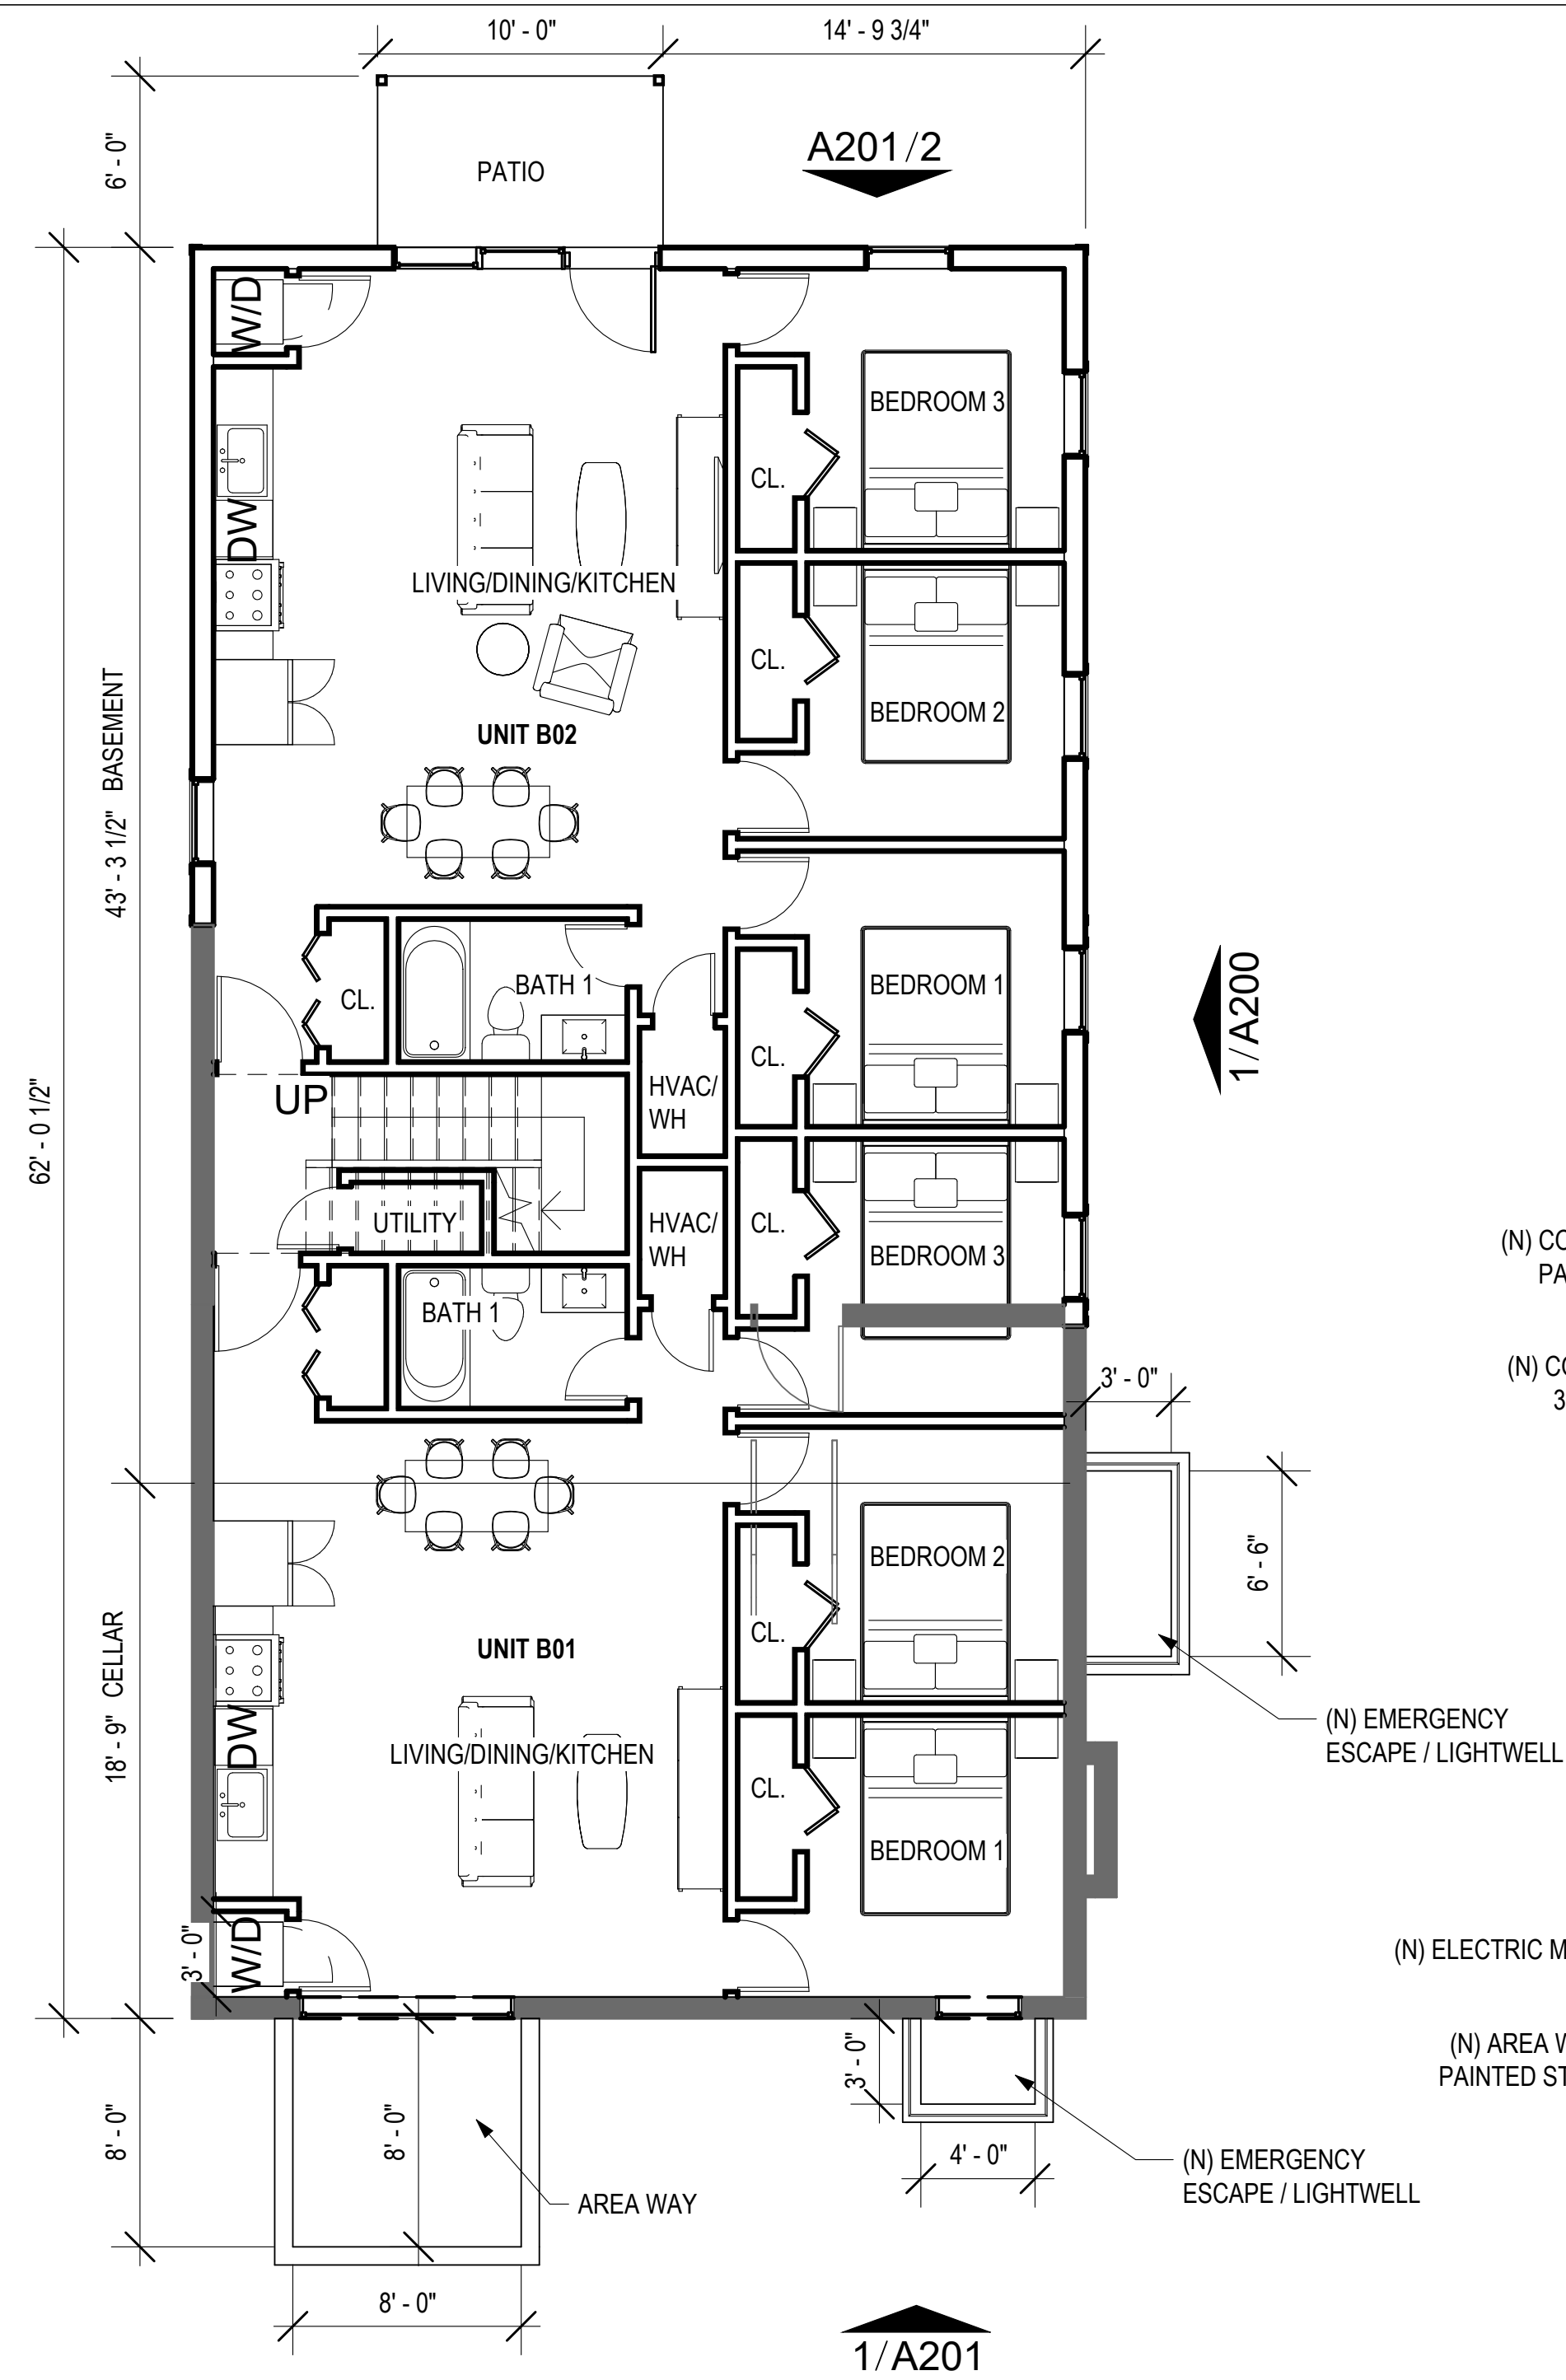 10' - 0"
14' - 9 3/4"
6' - 0"
PATIO
A201/2
W/D
BEDROOM 3
CL.
DW
LIVING/DINING/KITCHEN
CL.
BEDROOM 2
UNIT B02
43' - 3 1/2" BASEMENT
BATH 1
CL.
BEDROOM 1
1/A200
CL.
UP
HVAC/
WH
62' - 0 1/2"
UTILITY
HVAC/
WH
CL.
BEDROOM 3
BATH 1
3' - 0"
6' - 6"
BEDROOM 2
CL.
UNIT B01
18' - 9" CELLAR
DW
LIVING/DINING/KITCHEN
CL.
BEDROOM 1
(N) EMERGENCY
ESCAPE / LIGHTWELL
3' - 0"
W/D
(N) ELECTRIC M
(N) AREA W
PAINTED ST
3' - 0"
8' - 0"
8' - 0"
4' - 0"
(N) EMERGENCY
ESCAPE / LIGHTWELL
AREA WAY
8' - 0"
1/A201
(N) CO
PA
(N) CO
3